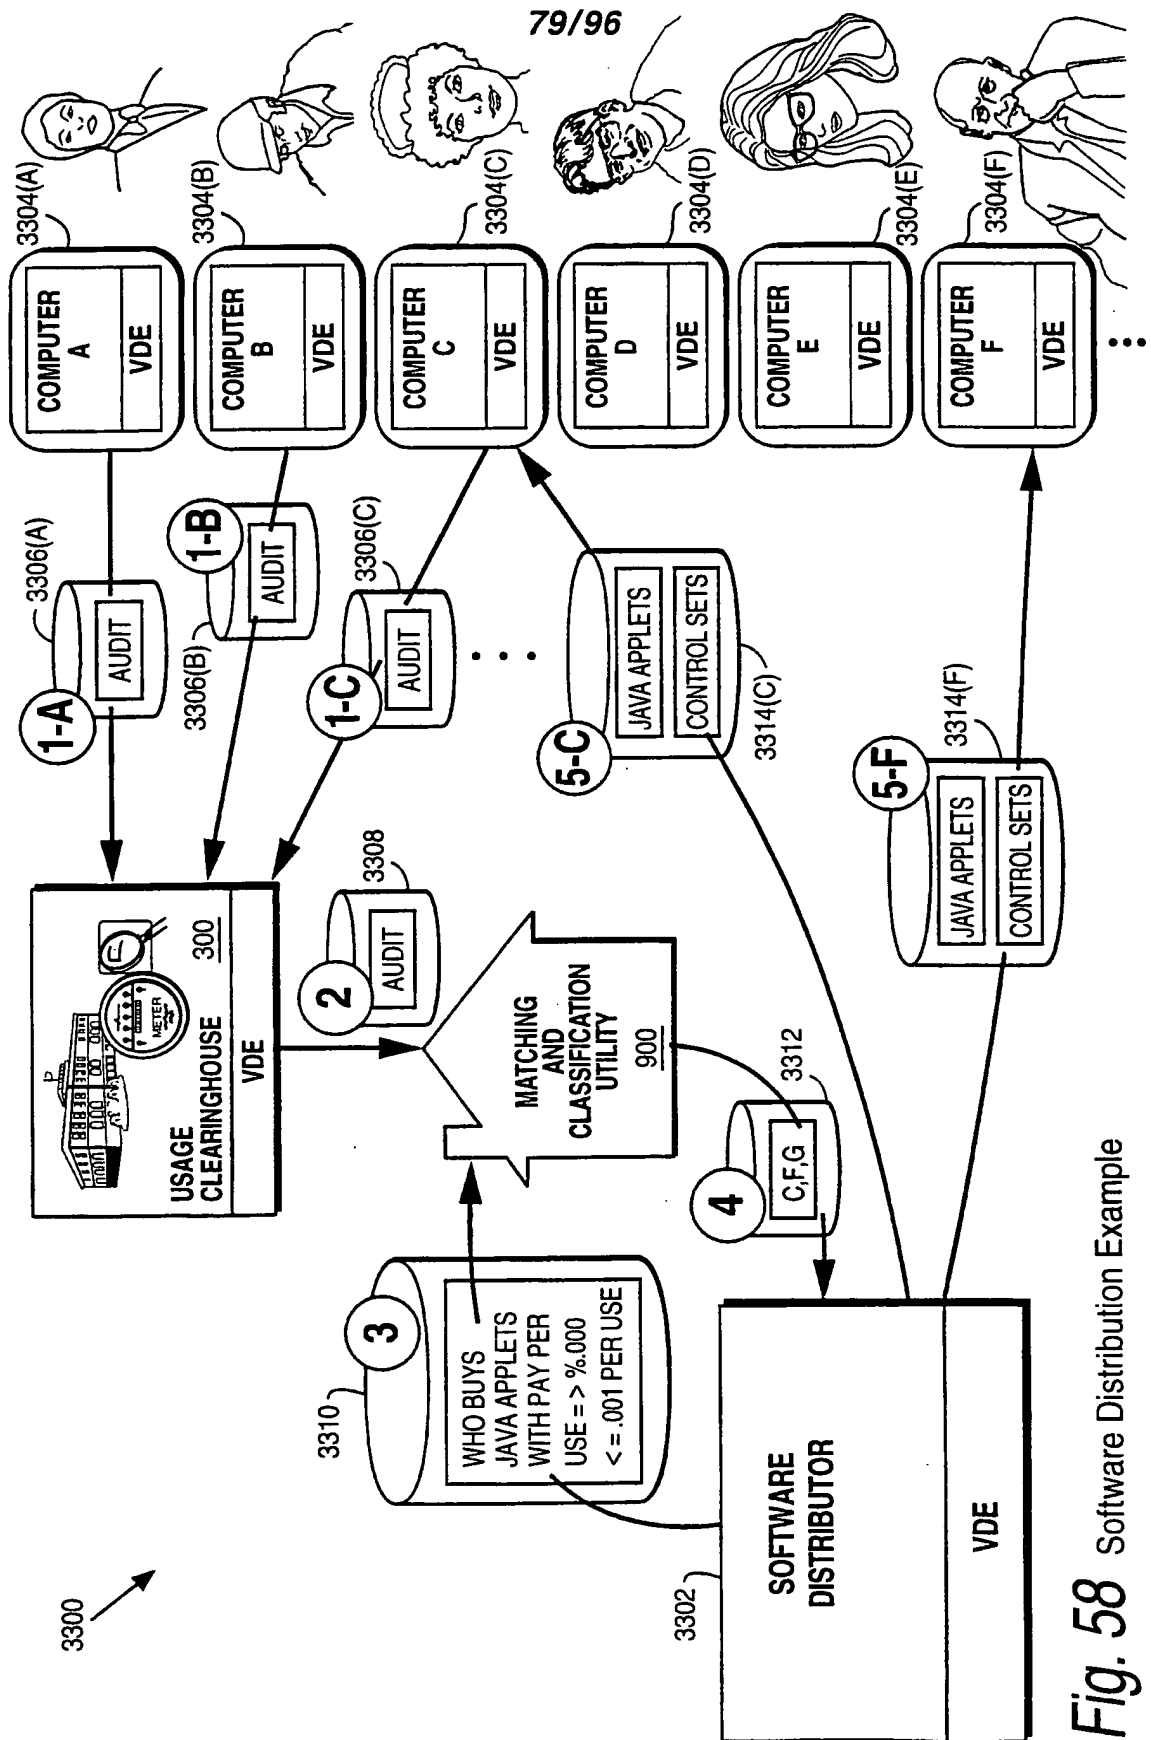 79/96
3300
USAGE
CLEARINGHOUSE
300
METER
VDE
1-A
AUDIT
3306(A)
3306(B)
1-B
AUDIT
1-C
AUDIT
3306(C)
COMPUTER
A
VDE
3304(A)
COMPUTER
B
VDE
3304(B)
COMPUTER
C
VDE
3304(C)
COMPUTER
D
VDE
3304(D)
COMPUTER
E
VDE
3304(E)
COMPUTER
F
VDE
3304(F)
2
AUDIT
3308
3310
3
WHO BUYS
JAVA APPLETS
WITH PAY PER
USE = > %.000
< = .001 PER USE
MATCHING
AND
CLASSIFICATION
UTILITY
900
4
C,F,G
3312
5-C
JAVA APPLETS
CONTROL SETS
3314(C)
5-F
JAVA APPLETS
CONTROL SETS
3314(F)
3302
SOFTWARE
DISTRIBUTOR
VDE
Fig. 58 Software Distribution Example